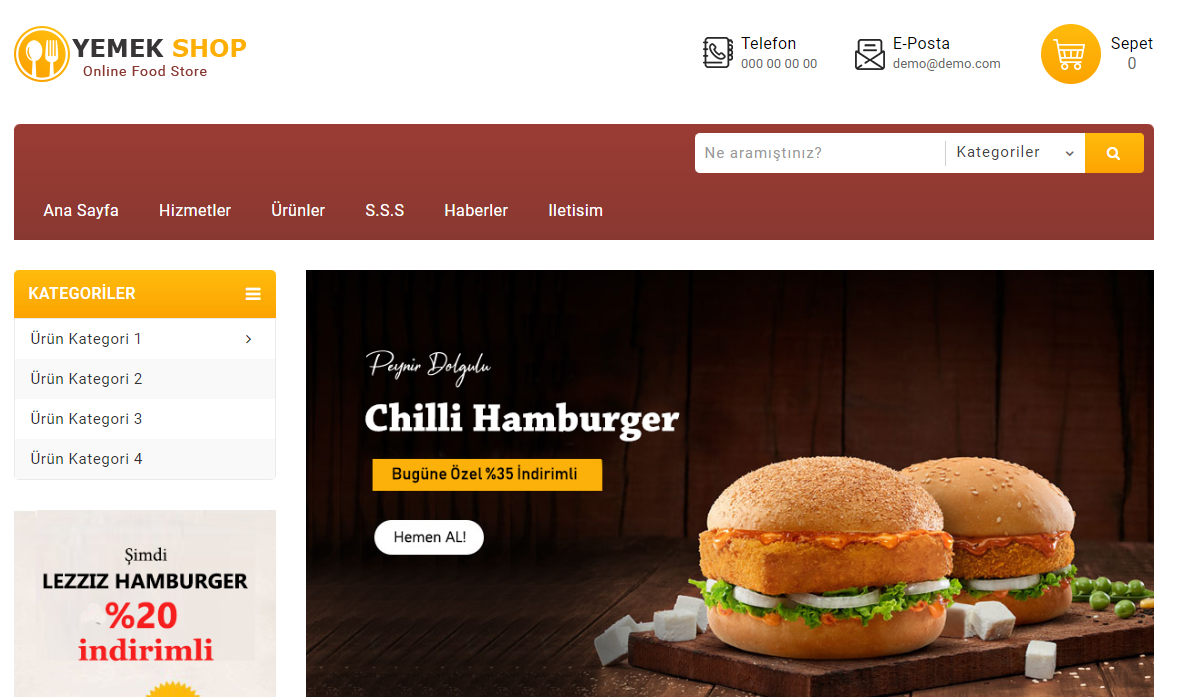 YEMEK SHOP
Online Food Store
Telefon
000 00 00 00
E-Posta
demo@demo.com
Sepet
0
Ne aramıştınız?
Kategoriler
Ana Sayfa
Hizmetler
Ürünler
S.S.S
Haberler
Iletisim
KATEGORİLER
Ürün Kategori 1
Ürün Kategori 2
Ürün Kategori 3
Ürün Kategori 4
Peynir Dolgulu
Chilli Hamburger
Bugüne Özel %35 İndirimli
Hemen AL!
Şimdi
LEZZIZ HAMBURGER
%20
indirimli